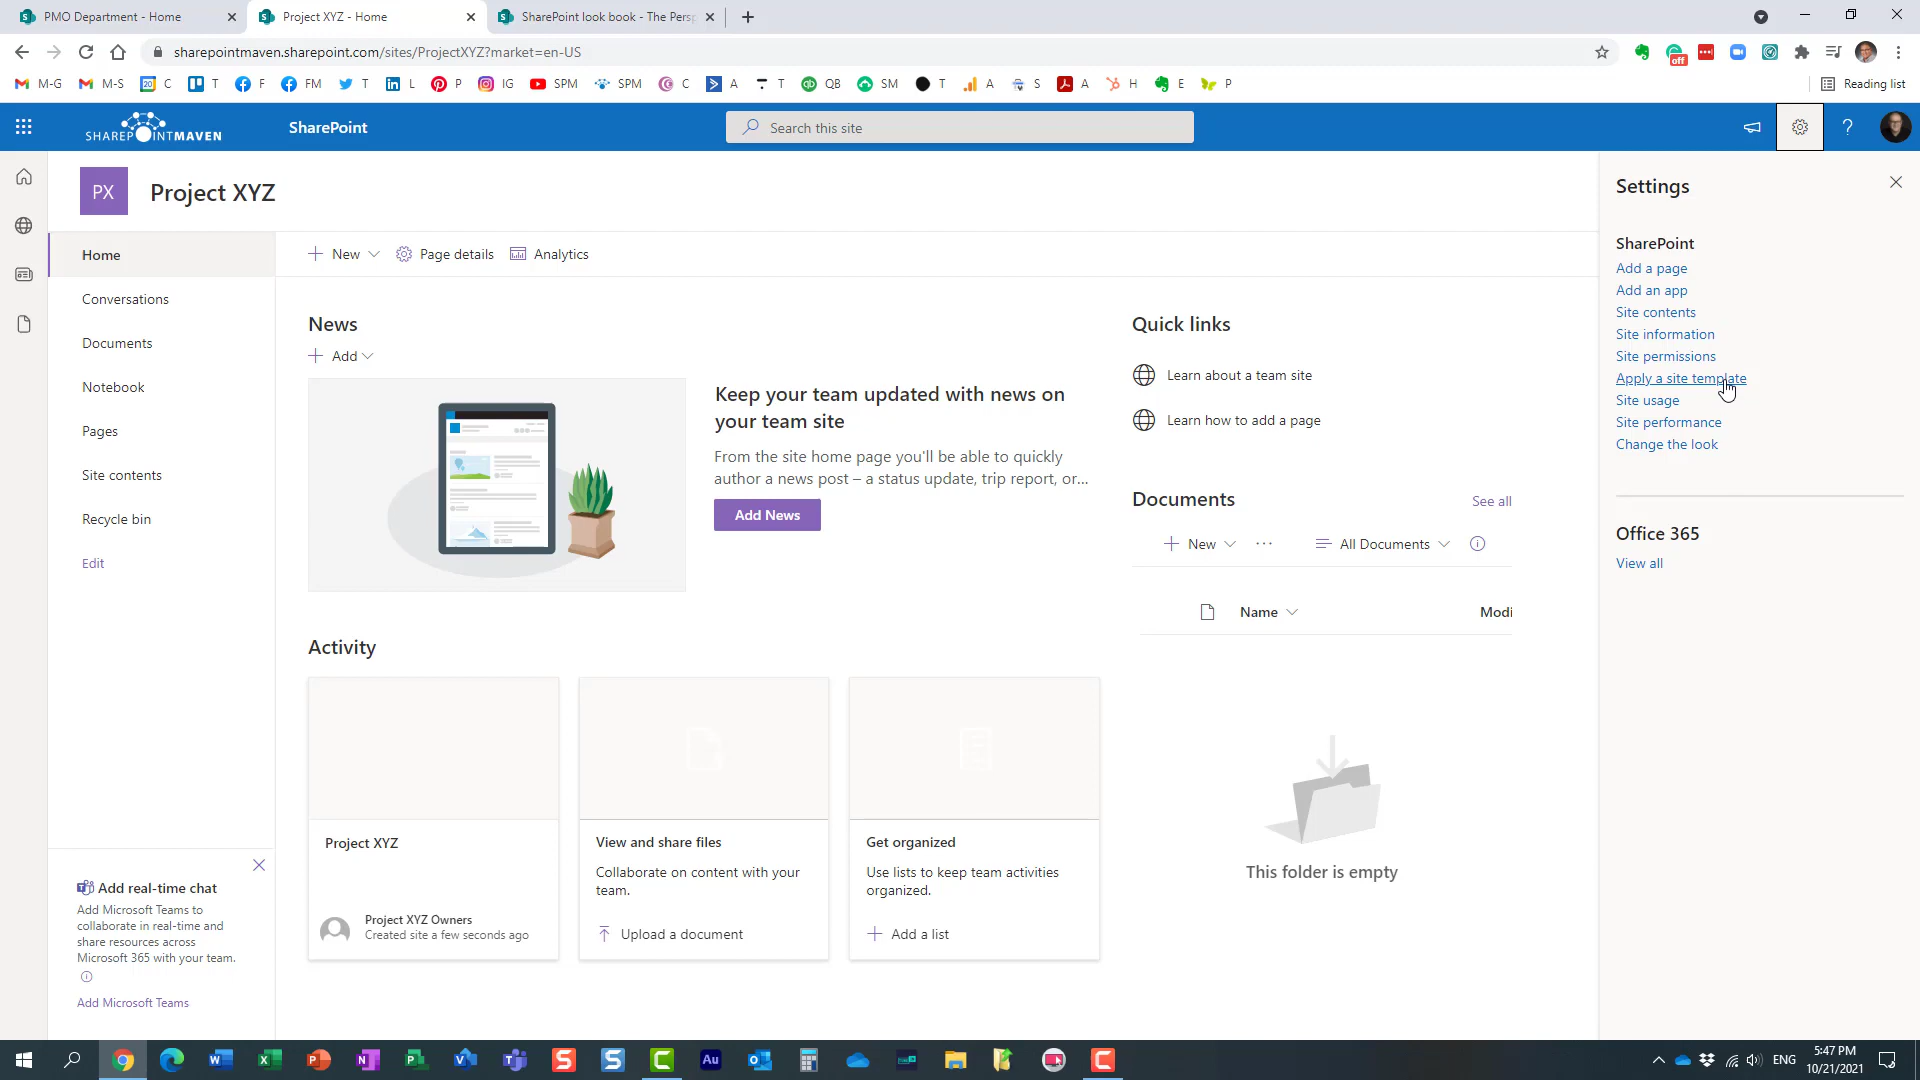 PMO Department - Home
Project XYZ - Home
SharePoint look book - The Persp
sharepointmaven.sharepoint.com/sites/ProjectXYZ?market=en-US
off
M-G
M-S
20
C
T
F
FM
T
L
P
IG
SPM
SPM
C
A
T
QB
SM
T
A
S
A
H
E
P
Reading list
SHAREPOINTMAVEN
SharePoint
Search this site
?
PX
Project XYZ
Home
Conversations
Documents
Notebook
Pages
Site contents
Recycle bin
Edit
Add real-time chat
Add Microsoft Teams to
collaborate in real-time and
share resources across
Microsoft 365 with your team.
Add Microsoft Teams
New
Page details
Analytics
News
Add
Keep your team updated with news on
your team site
From the site home page you'll be able to quickly
author a news post – a status update, trip report, or...
Add News
Activity
Project XYZ
Project XYZ Owners
Created site a few seconds ago
View and share files
Collaborate on content with your
team.
Upload a document
Get organized
Use lists to keep team activities
organized.
Add a list
Quick links
Learn about a team site
Learn how to add a page
Documents
See all
New
All Documents
Name
Modi
This folder is empty
Settings
SharePoint
Add a page
Add an app
Site contents
Site information
Site permissions
Apply a site template
Site usage
Site performance
Change the look
Office 365
View all
ENG
5:47 PM
10/21/2021